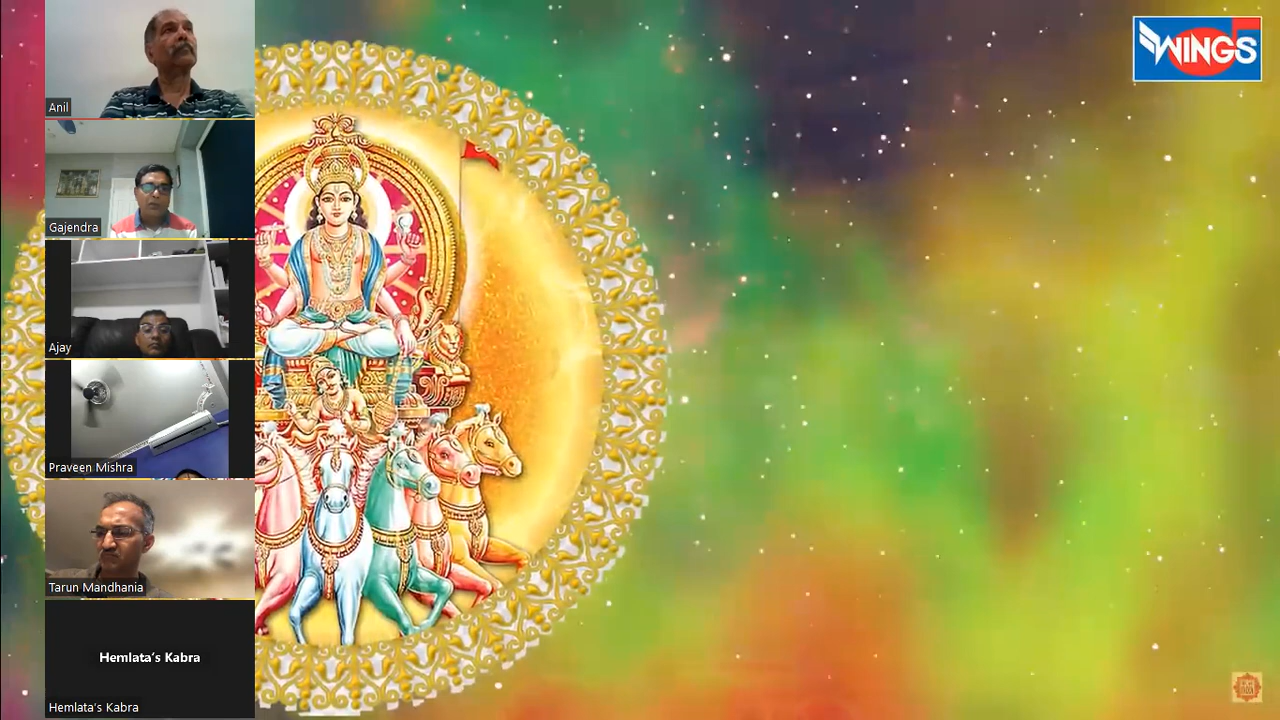 Anil
Gajendra
Ajay
Praveen Mishra
Tarun Mandhania
Hemlata's Kabra
Hemlata's Kabra
WINGS